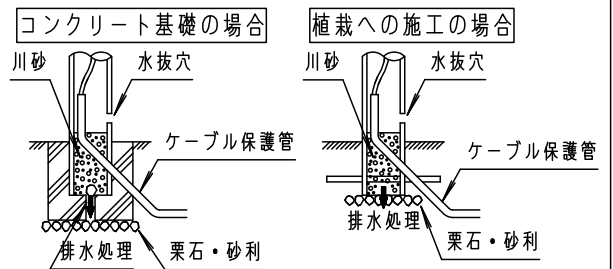 コンクリート基礎の場合
川砂
水抜穴
ケーブル保護管
排水処理
栗石・砂利
植栽への施工の場合
川砂
水抜穴
ケーブル保護管
排水処理
栗石・砂利